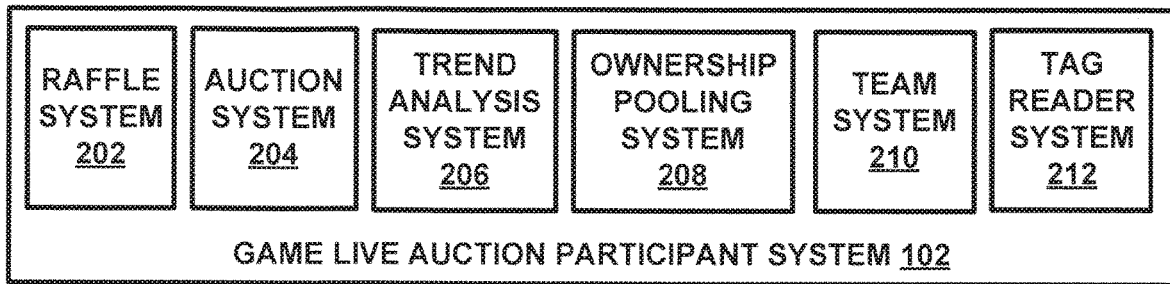 RAFFLE
SYSTEM
202
AUCTION
SYSTEM
204
TREND
ANALYSIS
SYSTEM
206
OWNERSHIP
POOLING
SYSTEM
208
TEAM
SYSTEM
210
TAG
READER
SYSTEM
212
GAME LIVE AUCTION PARTICIPANT SYSTEM 102